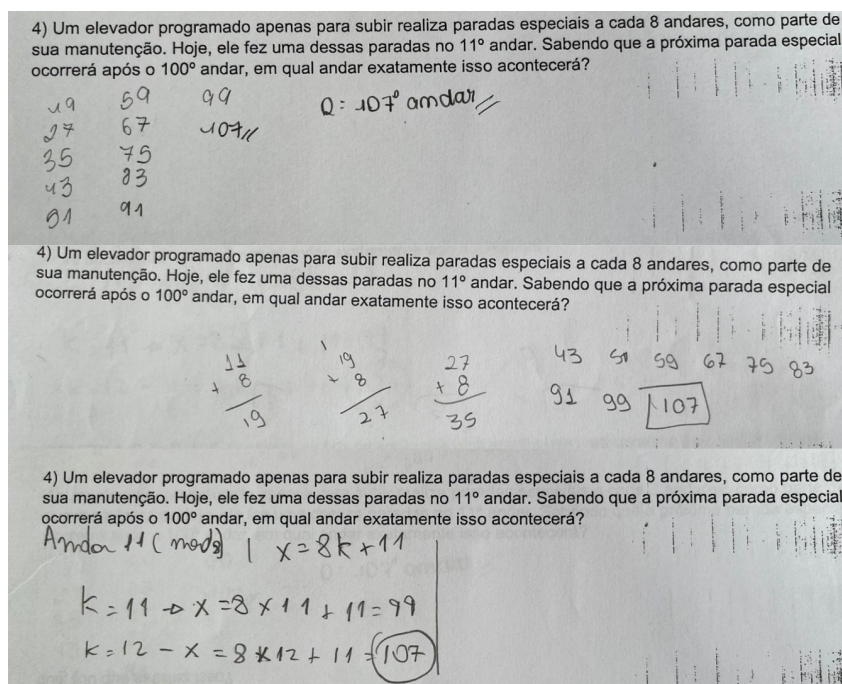 4) Um elevador programado apenas para subir realiza paradas especiais a cada 8 andares, como parte de
sua manutenção. Hoje, ele fez uma dessas paradas no 11º andar. Sabendo que a próxima parada especial
ocorrerá após o 100º andar, em qual andar exatamente isso acontecerá?
19 59 99 R: 107º andar
27 67 107
35 75
43 83
51 91
4) Um elevador programado apenas para subir realiza paradas especiais a cada 8 andares, como parte de
sua manutenção. Hoje, ele fez uma dessas paradas no 11º andar. Sabendo que a próxima parada especial
ocorrerá após o 100º andar, em qual andar exatamente isso acontecerá?
11 + 8 19
1 19 + 8 27
27 + 8 35
43 51 59 67 75 83
91 99 107
4) Um elevador programado apenas para subir realiza paradas especiais a cada 8 andares, como parte de
sua manutenção. Hoje, ele fez uma dessas paradas no 11º andar. Sabendo que a próxima parada especial
ocorrerá após o 100º andar, em qual andar exatamente isso acontecerá?
Anda 11 (mod 8) | x = 8k + 11
k = 11 → x = 8 x 11 + 11 = 99
k = 12 - x = 8 x 12 + 11 = 107